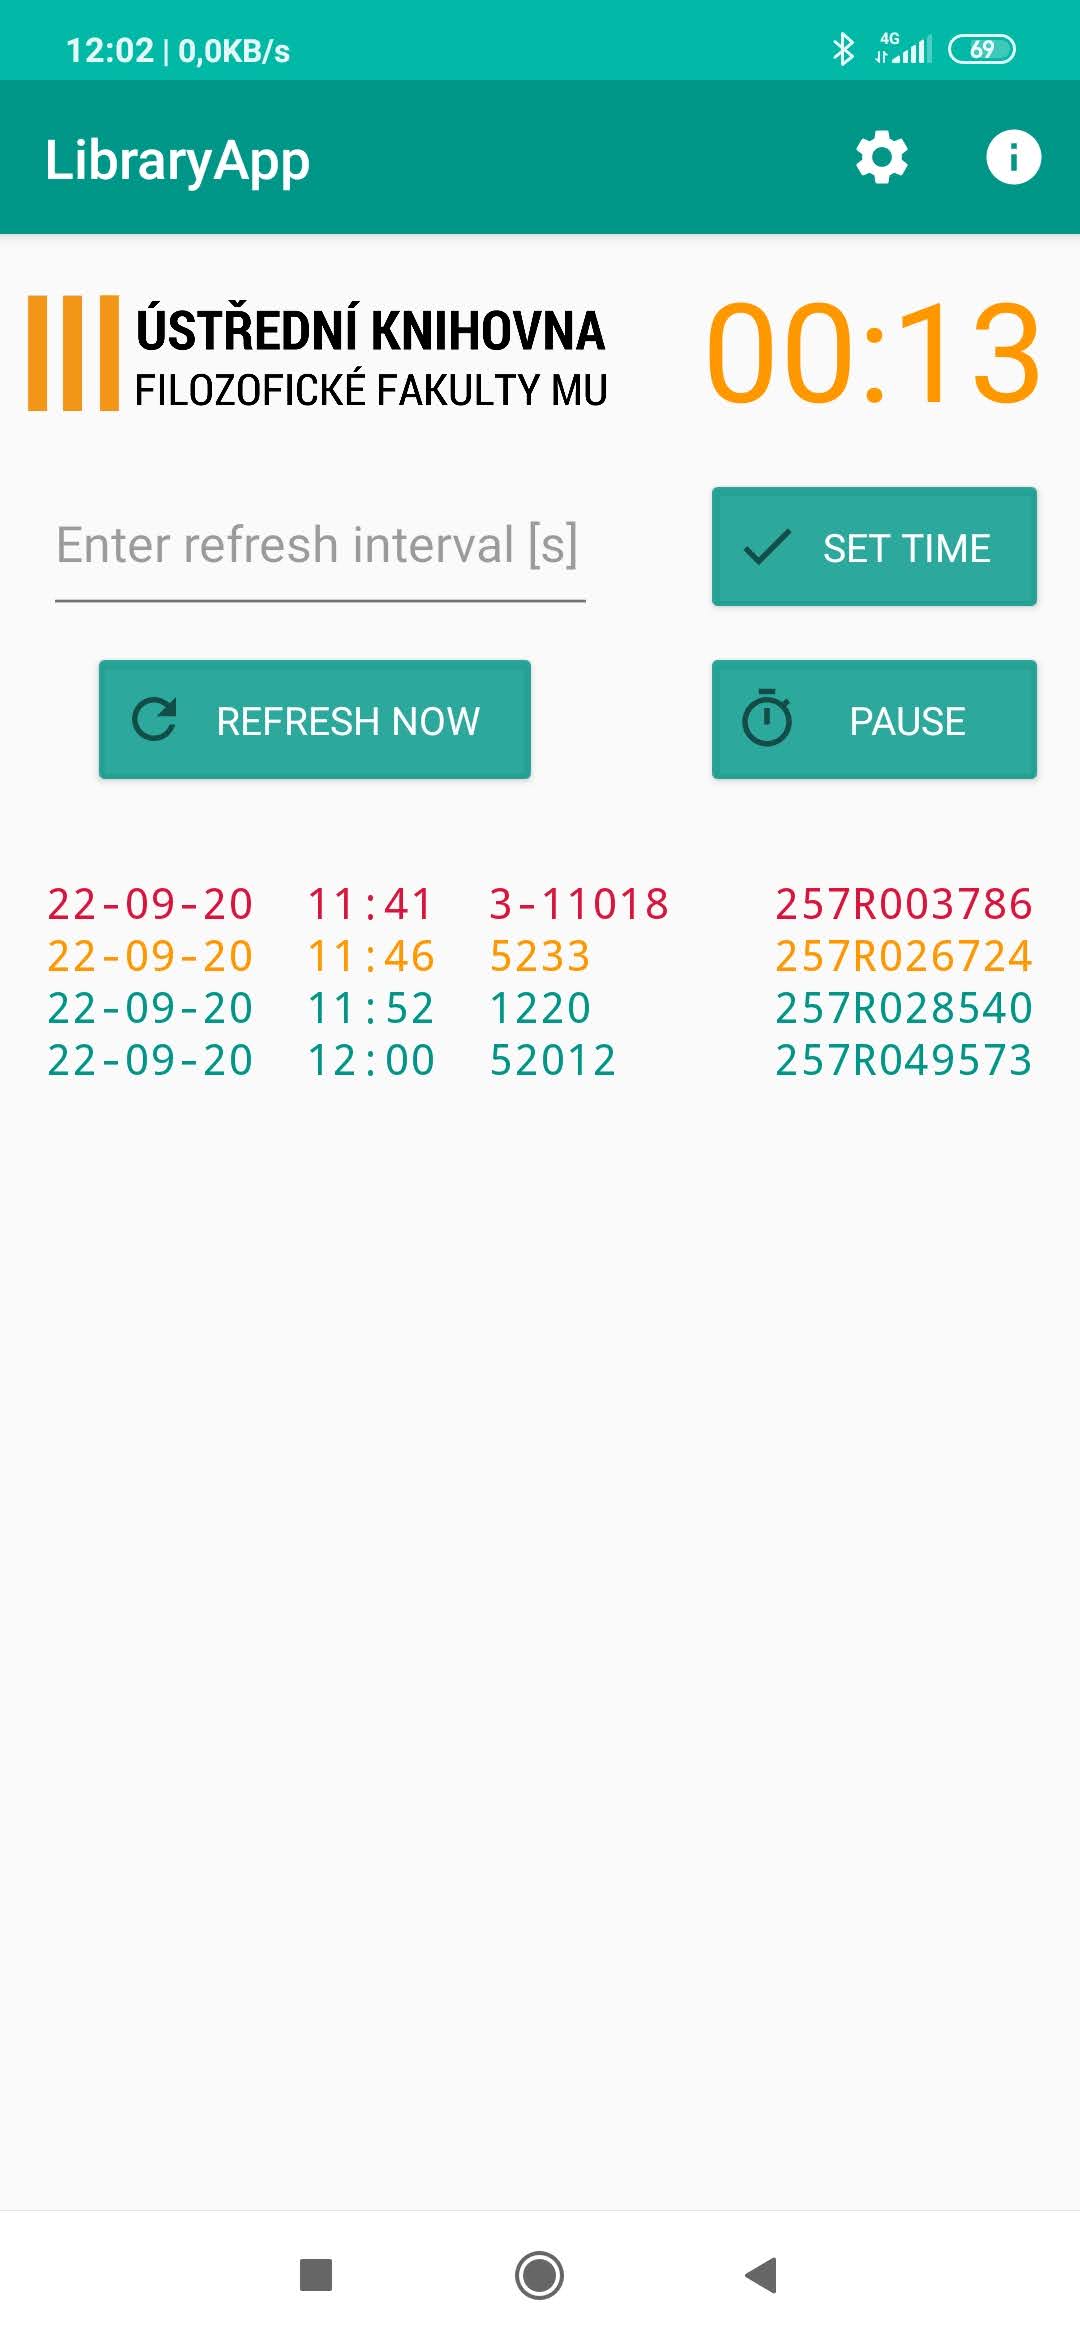 12:02 | 0,0KB/s 4G 69
LibraryApp
ÚSTŘEDNÍ KNIHOVNA
FILOZOFICKÉ FAKULTY MU
00:13
Enter refresh interval [s]
SET TIME
REFRESH NOW
PAUSE
22-09-20 11:41 3-11018 257R003786
22-09-20 11:46 5233 257R026724
22-09-20 11:52 1220 257R028540
22-09-20 12:00 52012 257R049573